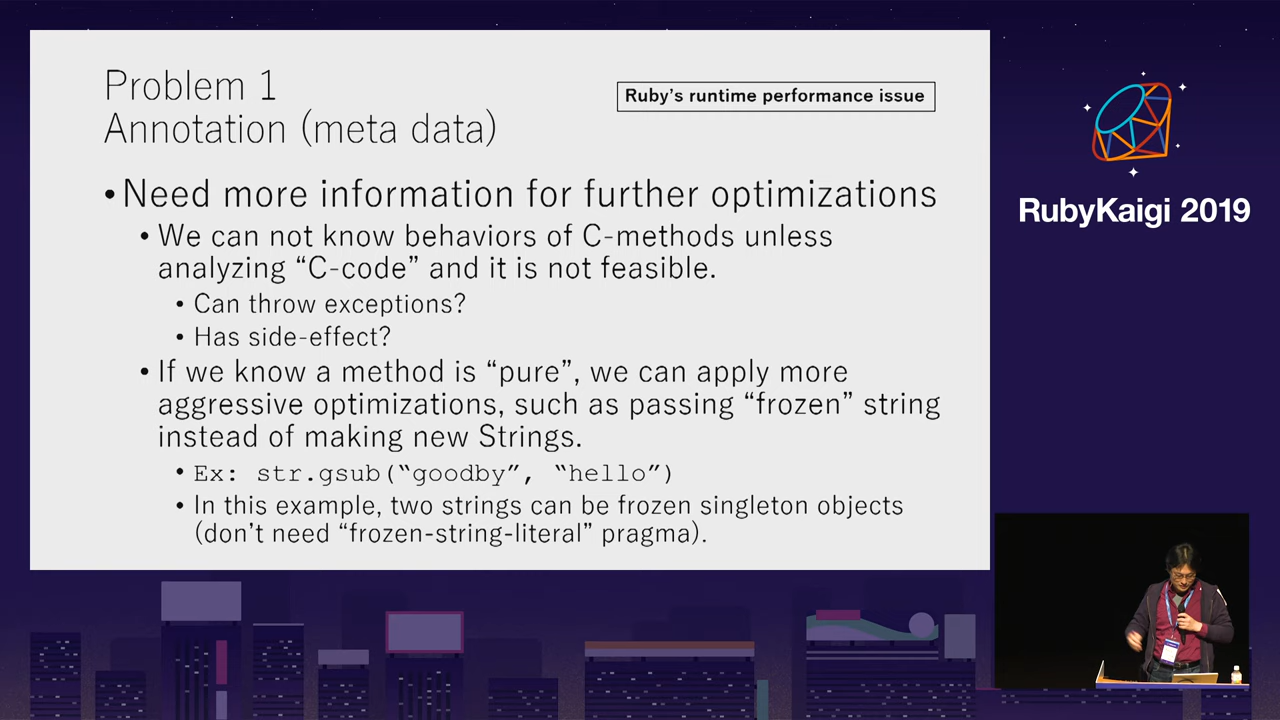 Problem 1
Annotation (meta data)
Ruby's runtime performance issue
•Need more information for further optimizations
• We can not know behaviors of C-methods unless
analyzing “C-code” and it is not feasible.
• Can throw exceptions?
• Has side-effect?
• If we know a method is “pure”, we can apply more
aggressive optimizations, such as passing “frozen” string
instead of making new Strings.
• Ex: str.gsub(“goodby”, “hello”)
• In this example, two strings can be frozen singleton objects
(don't need “frozen-string-literal” pragma).
RubyKaigi 2019